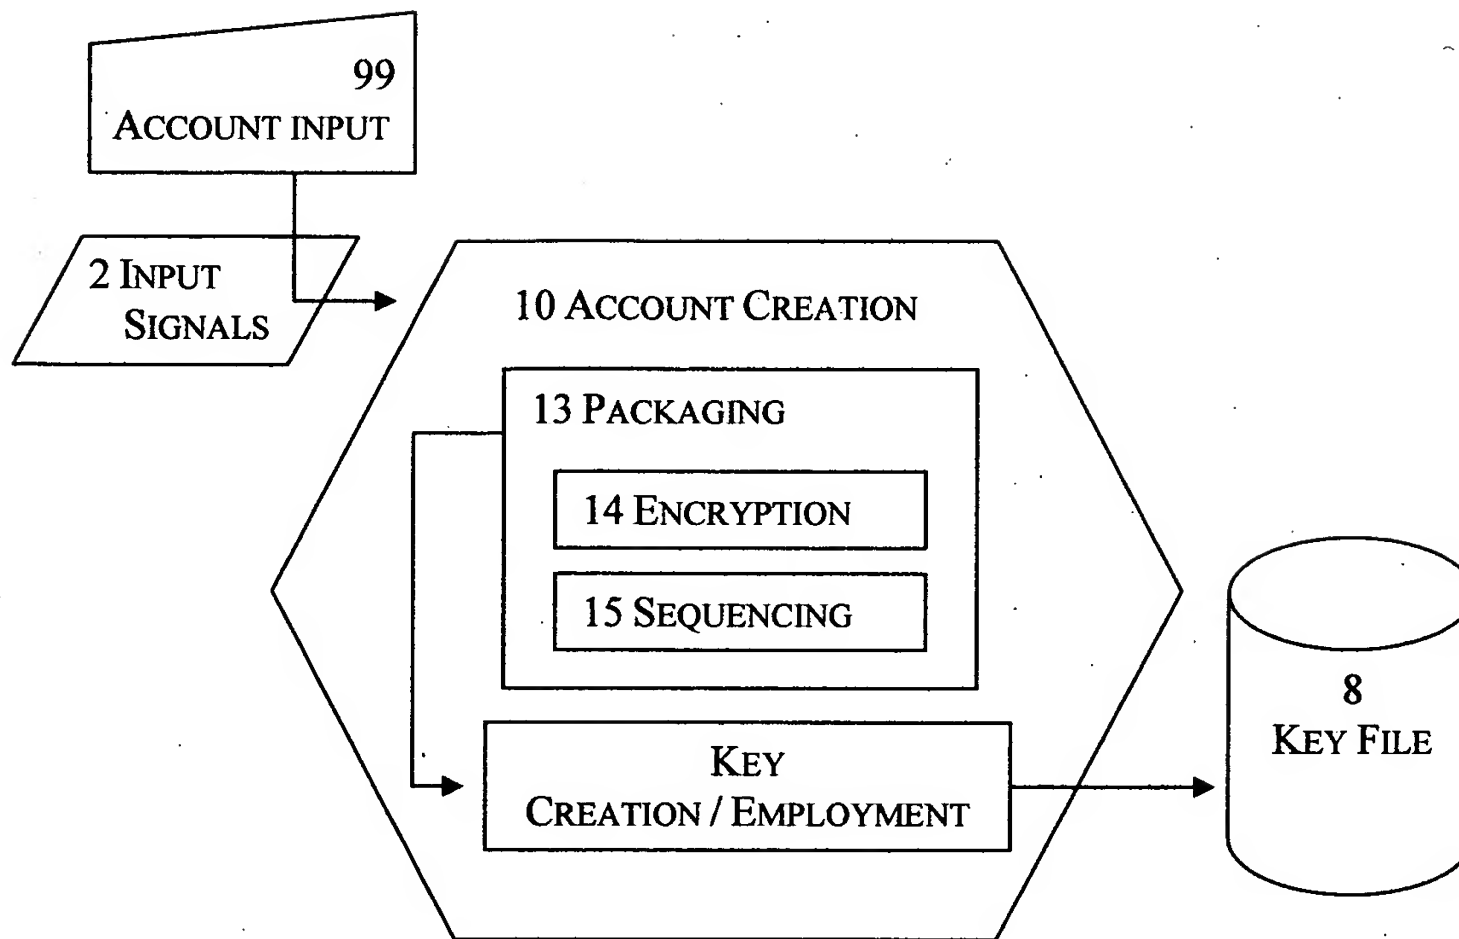 99
ACCOUNT INPUT
2 INPUT
SIGNALS
10 ACCOUNT CREATION
13 PACKAGING
14 ENCRYPTION
15 SEQUENCING
KEY
CREATION / EMPLOYMENT
8
KEY FILE